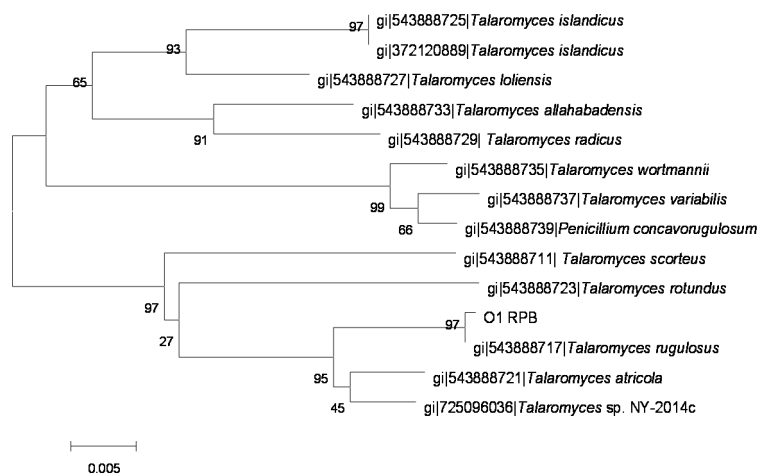 97
gi|543888725|Talaromyces islandicus
93
gi|372120889|Talaromyces islandicus
65
gi|543888727|Talaromyces loliensis
gi|543888733|Talaromyces allahabadensis
91
gi|543888729| Talaromyces radicus
gi|543888735|Talaromyces wortmannii
99
gi|543888737|Talaromyces variabilis
66
gi|543888739|Penicillium concavorugulosum
gi|543888711| Talaromyces scorteus
97
gi|543888723|Talaromyces rotundus
27
97
O1 RPB
gi|543888717|Talaromyces rugulosus
95
gi|543888721|Talaromyces atricola
45
gi|725096036|Talaromyces sp. NY-2014c
0.005